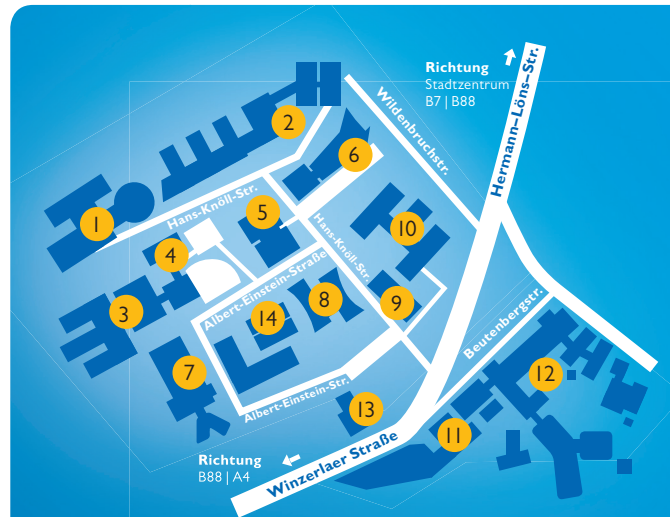 Richtung
Stadtzentrum
B7 | B88
Hermann–Löns–Str.
Wildenbruchstr.
2
6
1
Hans-Knöll-Str.
5
Hans-Knöll-Str.
10
4
Albert-Einstein-Straße
3
14
8
9
Beutenbergstr.
7
12
Albert-Einstein-Str.
13
11
Richtung
B88 | A4
Winzerlaer Straße